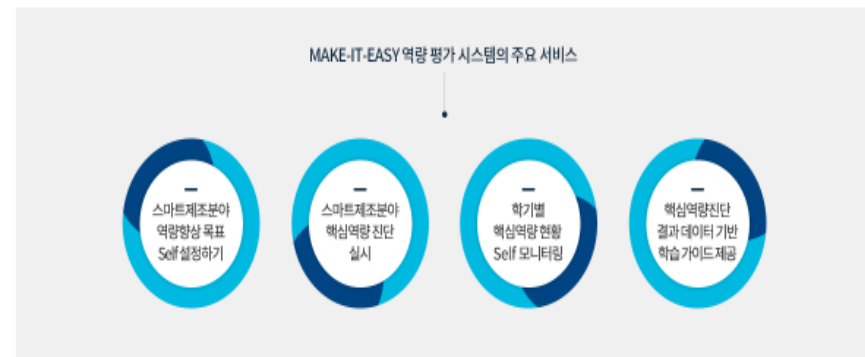 MAKE-IT-EASY 역량 평가 시스템의 주요 서비스
스마트제조분야
역량향상 목표
Self 설정하기
스마트제조분야
핵심역량 진단
실시
학기별
핵심역량 현황
Self 모니터링
핵심역량진단
결과 데이터 기반
학습 가이드 제공